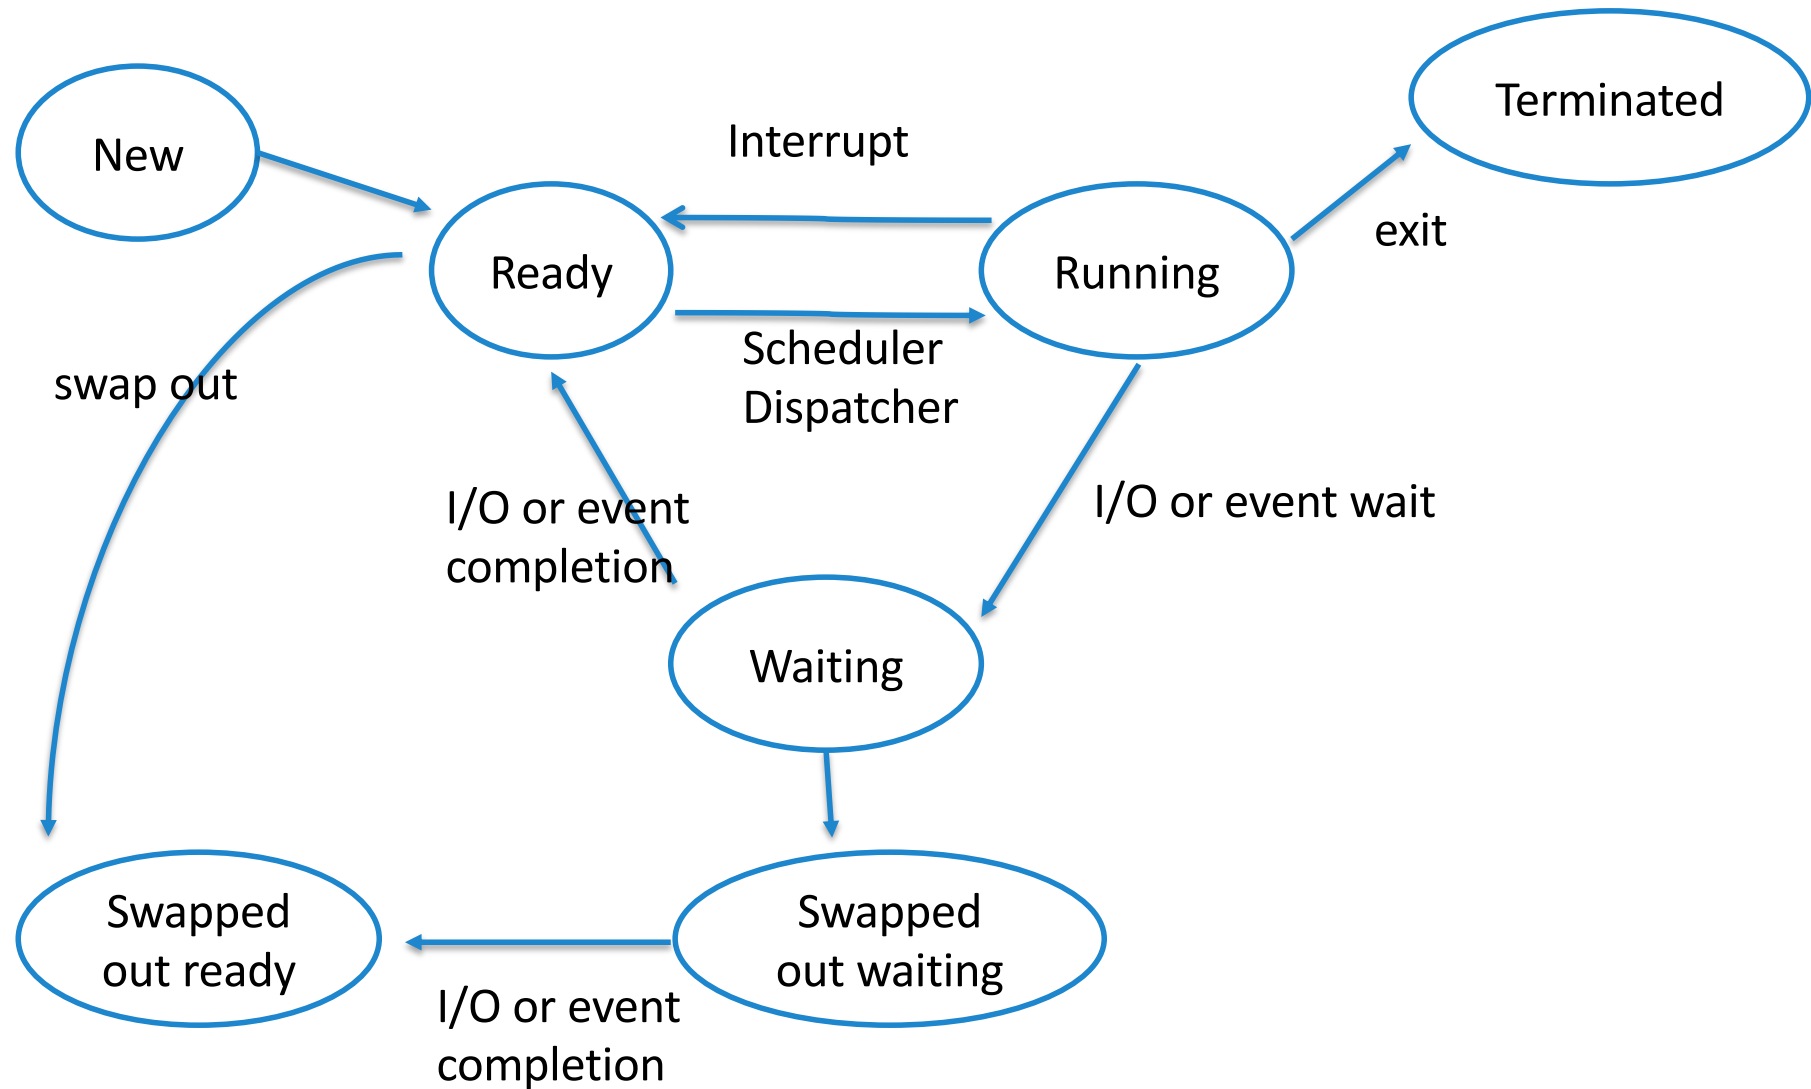 New
Terminated
Interrupt
Ready
Running
exit
Scheduler
Dispatcher
swap out
I/O or event
completion
I/O or event wait
Waiting
Swapped
out ready
Swapped
out waiting
I/O or event
completion